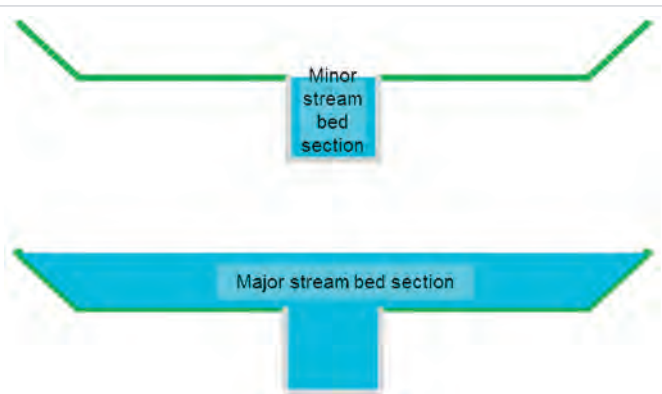 Minor
stream
bed
section
Major stream bed section